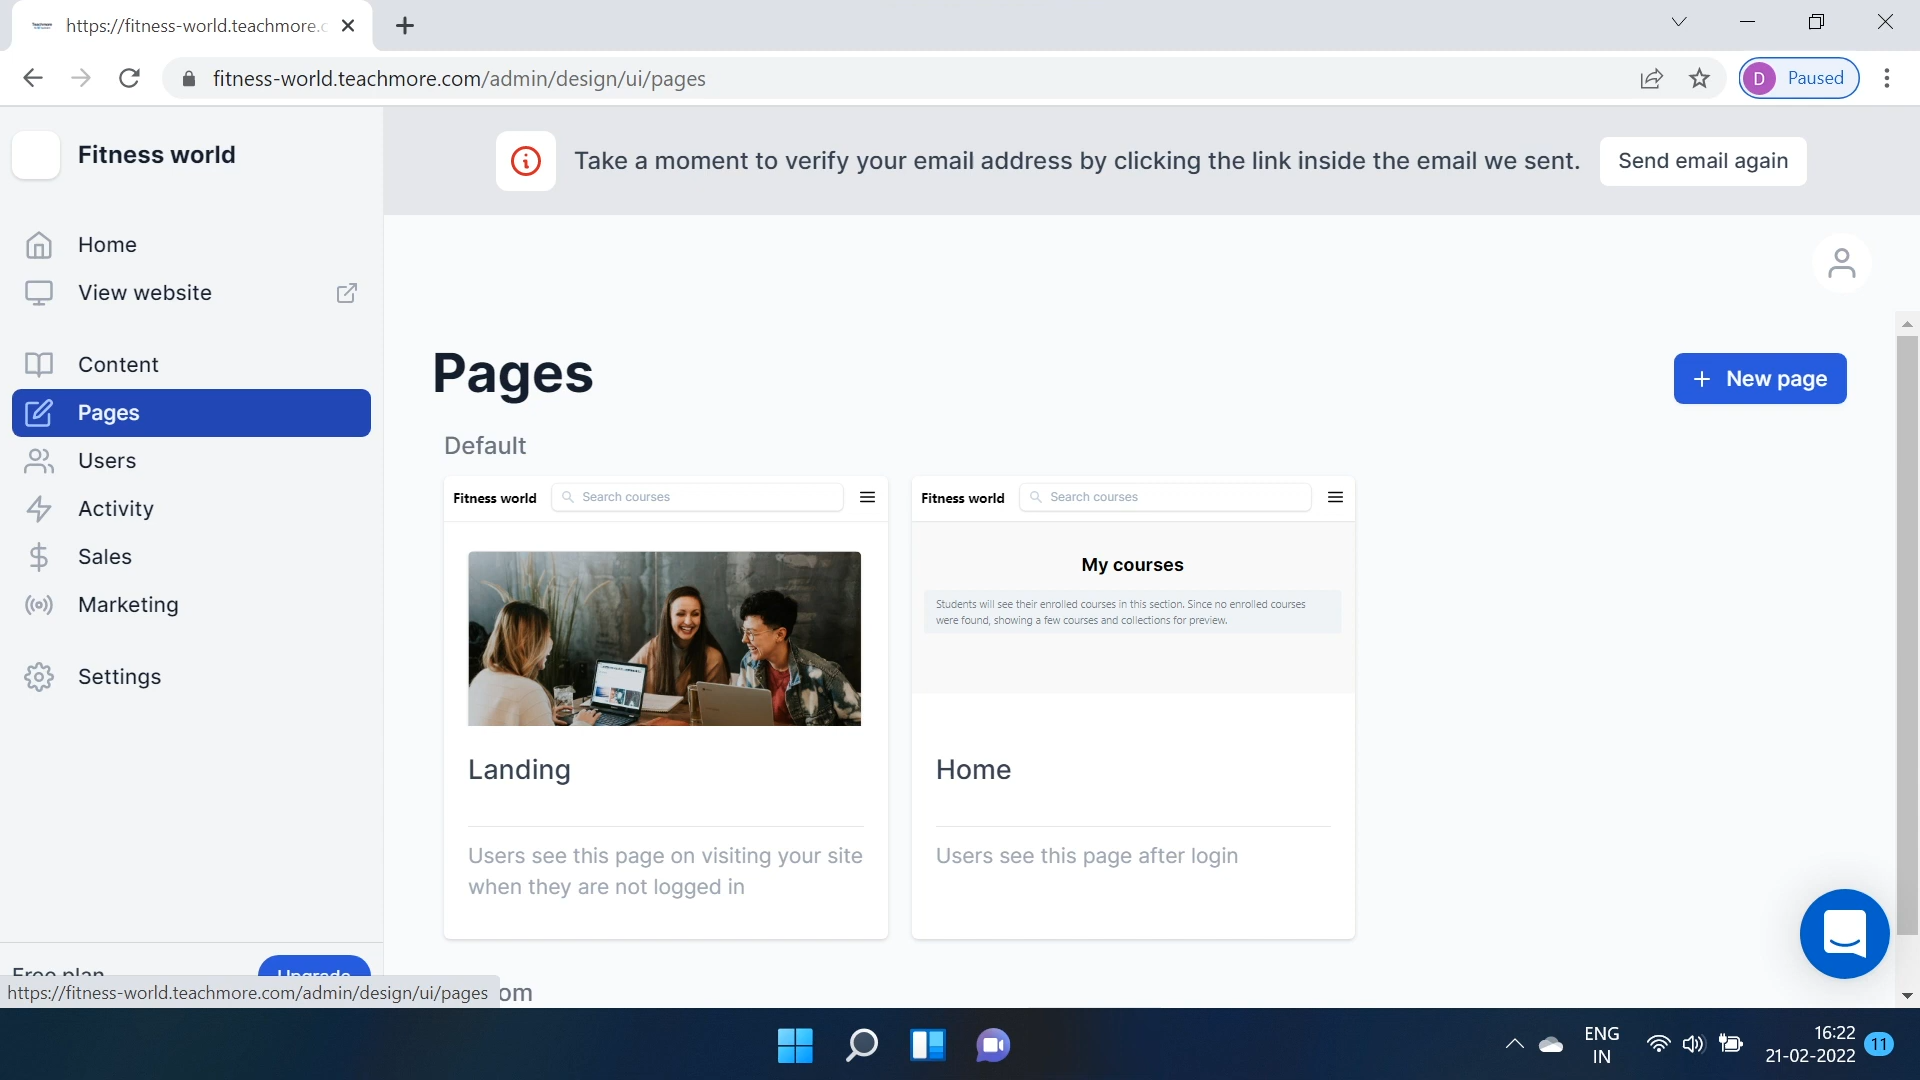 https://fitness-world.teachmore.c
fitness-world.teachmore.com/admin/design/ui/pages
D Paused
Fitness world
Take a moment to verify your email address by clicking the link inside the email we sent.
Send email again
Home
View website
Content
Pages
Users
Activity
Sales
Marketing
Settings
Free plan
Upgrade
Pages
+ New page
Default
Fitness world
Search courses
Landing
Users see this page on visiting your site
when they are not logged in
Fitness world
Search courses
My courses
Students will see their enrolled courses in this section. Since no enrolled courses
were found, showing a few courses and collections for preview.
Home
Users see this page after login
https://fitness-world.teachmore.com/admin/design/ui/pages
om
ENG
IN
16:22
21-02-2022
11